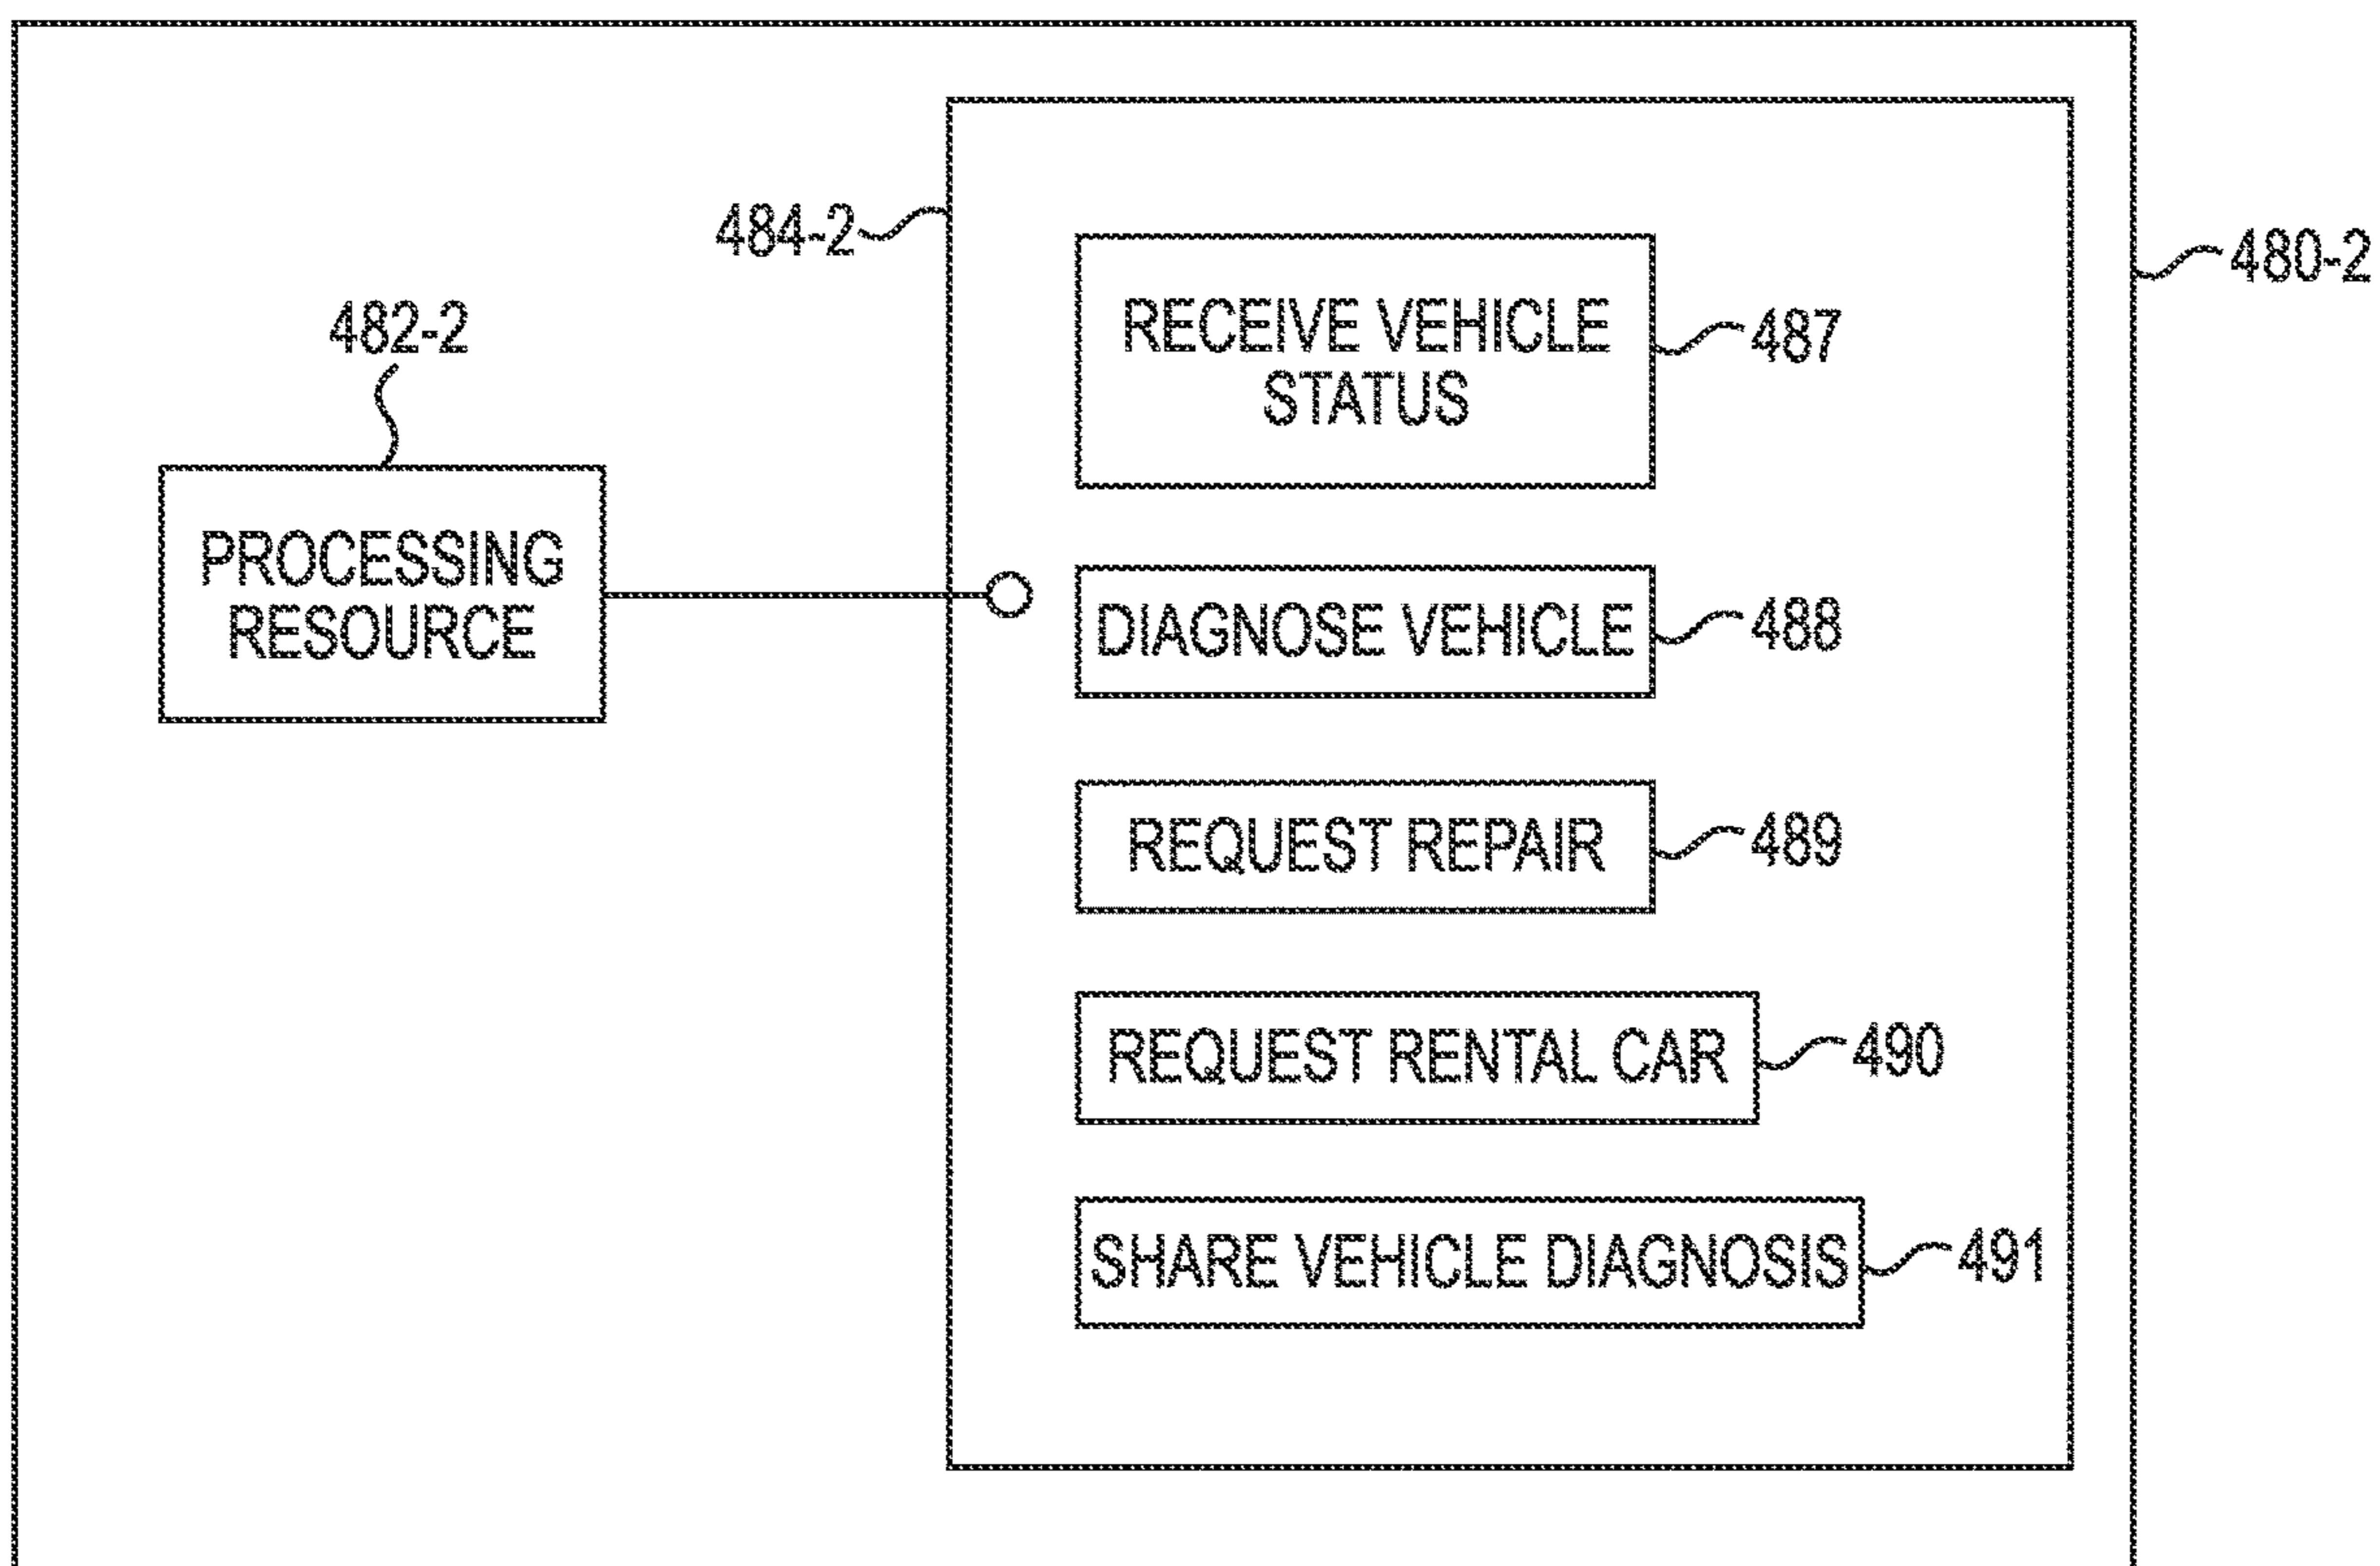 484-2
480-2
482-2
RECEIVE VEHICLE
STATUS
487
PROCESSING
RESOURCE
DIAGNOSE VEHICLE
488
REQUEST REPAIR
489
REQUEST RENTAL CAR
490
SHARE VEHICLE DIAGNOSIS
491